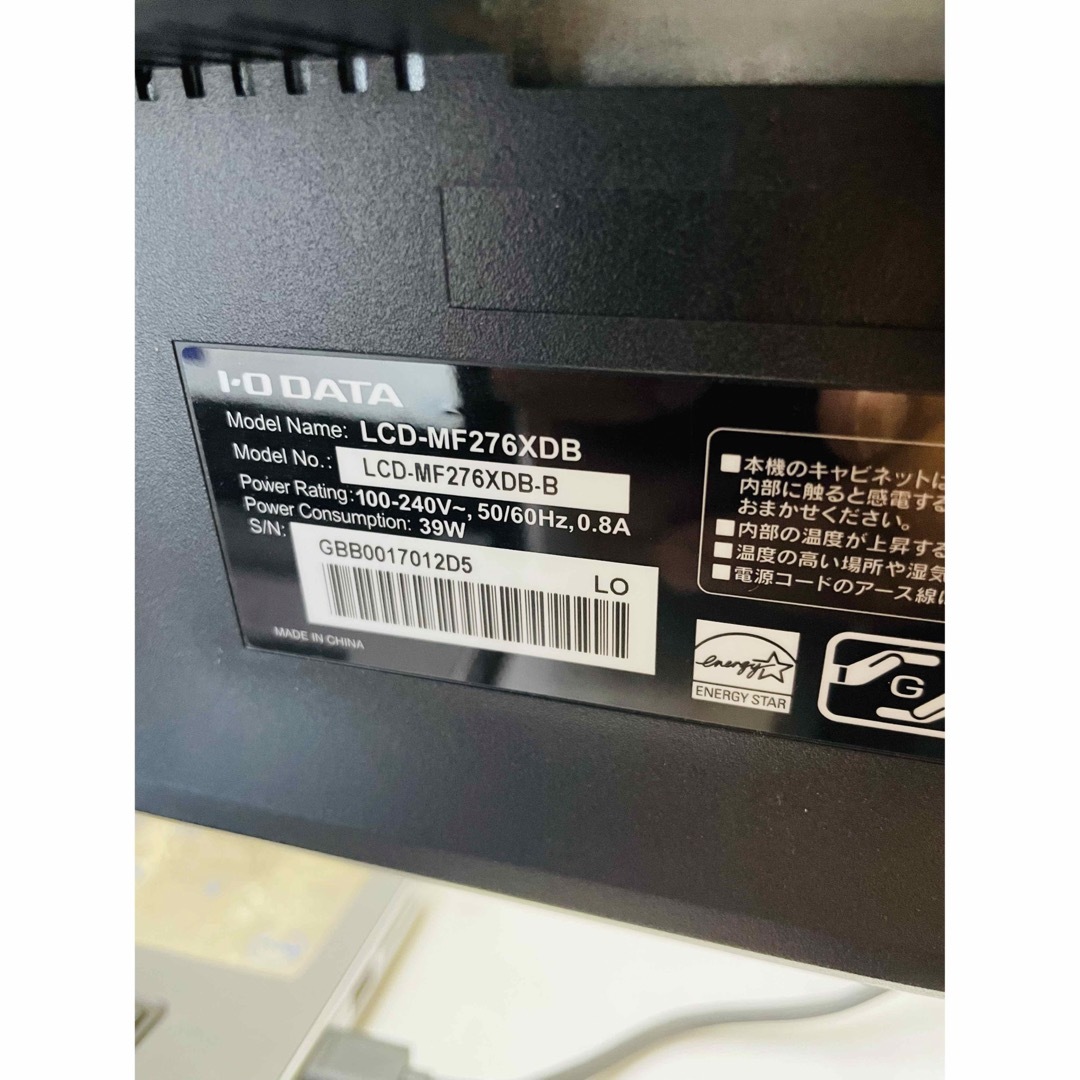 I-O DATA
Model Name: LCD-MF276XDB
Model No.: LCD-MF276XDB-B
Power Rating: 100-240V~, 50/60Hz, 0.8A
Power Consumption: 39W
S/N: GBB0017012D5
LO
MADE IN CHINA
■本機のキャビネットは
内部に触ると感電する
おまかせください。
■内部の温度が上昇する
■温度の高い場所や湿気
■電源コードのアース線は
energy
ENERGY STAR
G